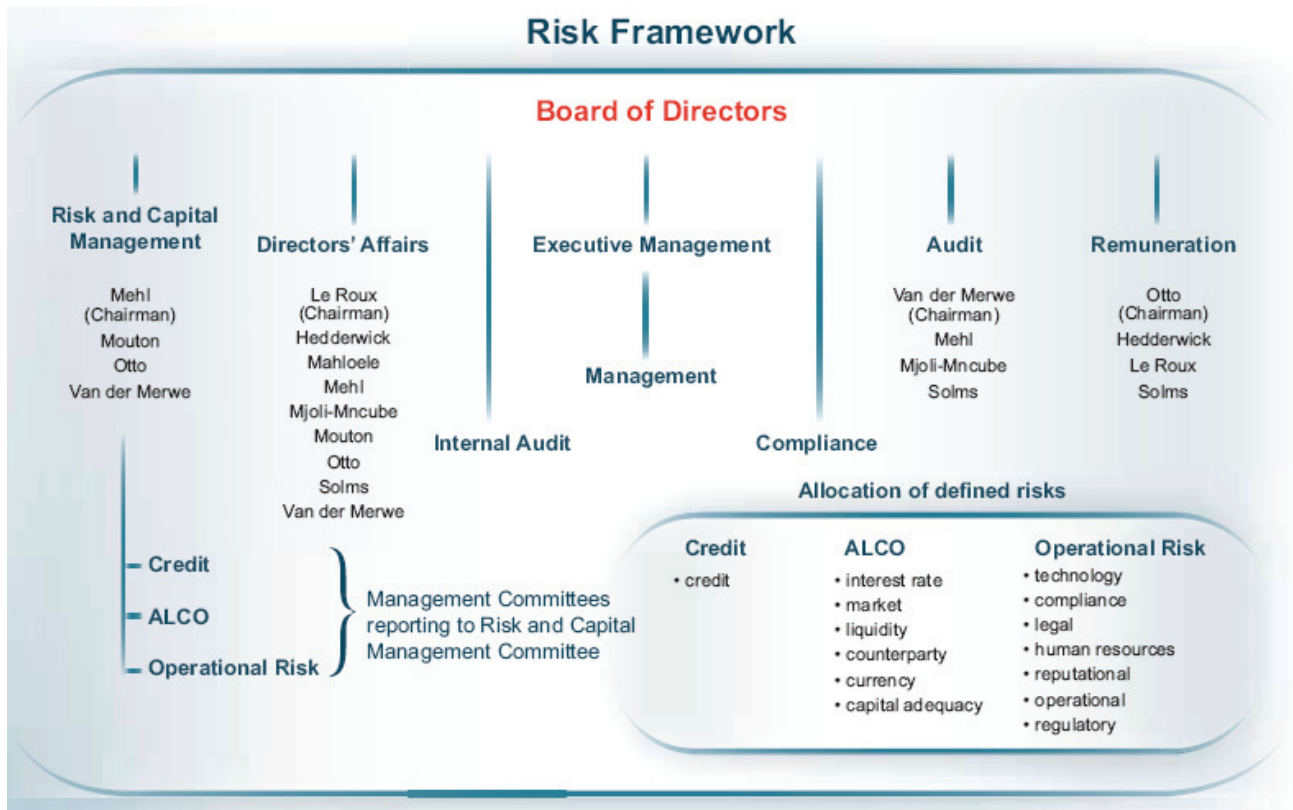 Risk Framework
Board of Directors
Risk and Capital
Management
Mehl
(Chairman)
Mouton
Otto
Van der Merwe
Directors' Affairs
Le Roux
(Chairman)
Hedderwick
Mahloele
Mehl
Mjoli-Mncube
Mouton
Otto
Solms
Van der Merwe
Internal Audit
Executive Management
Management
Compliance
Audit
Van der Merwe
(Chairman)
Mehl
Mjoli-Mncube
Solms
Remuneration
Otto
(Chairman)
Hedderwick
Le Roux
Solms
Credit
ALCO
Operational Risk
Management Committees
reporting to Risk and Capital
Management Committee
Allocation of defined risks
Credit
• credit
ALCO
• interest rate
• market
• liquidity
• counterparty
• currency
• capital adequacy
Operational Risk
• technology
• compliance
• legal
• human resources
• reputational
• operational
• regulatory